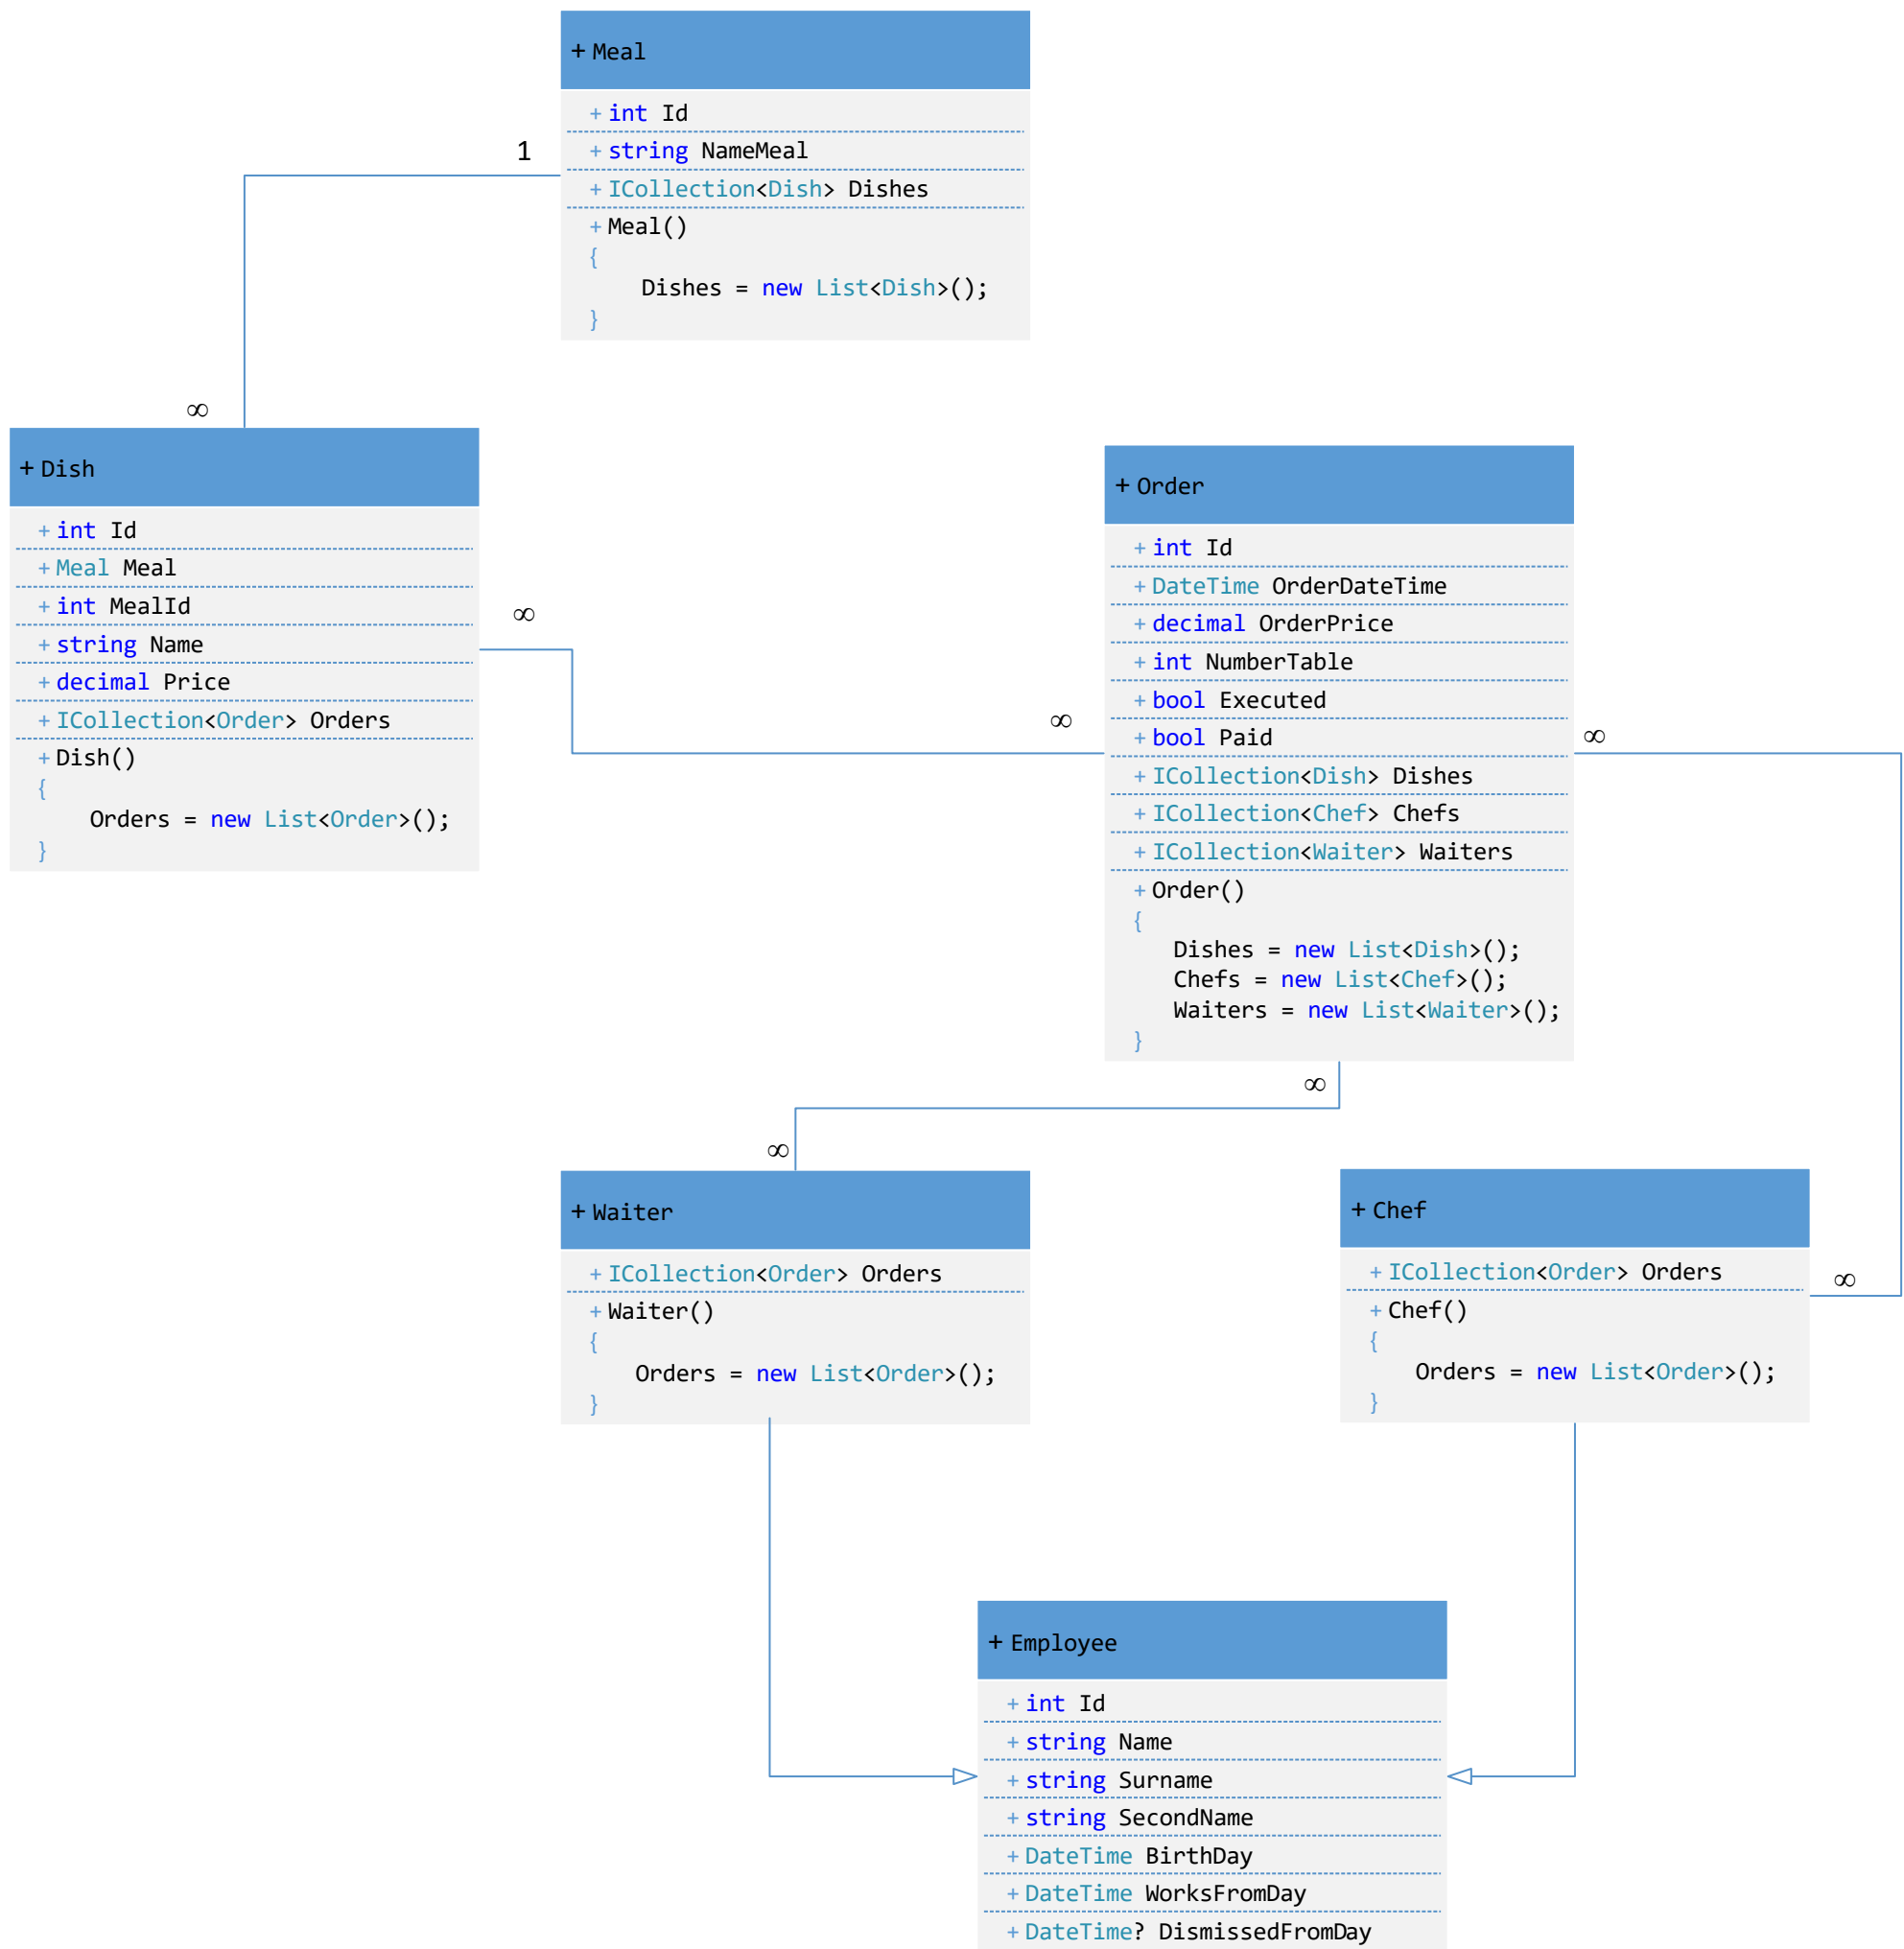 + Meal
+ int Id
+ string NameMeal
+ ICollection<Dish> Dishes
+ Meal()
{
Dishes = new List<Dish>();
}
1
∞
+ Dish
+ int Id
+ Meal Meal
+ int MealId
+ string Name
+ decimal Price
+ ICollection<Order> Orders
+ Dish()
{
Orders = new List<Order>();
}
∞
∞
+ Order
+ int Id
+ DateTime OrderDateTime
+ decimal OrderPrice
+ int NumberTable
+ bool Executed
+ bool Paid
+ ICollection<Dish> Dishes
+ ICollection<Chef> Chefs
+ ICollection<Waiter> Waiters
+ Order()
{
Dishes = new List<Dish>();
Chefs = new List<Chef>();
Waiters = new List<Waiter>();
}
∞
∞
∞
+ Waiter
+ ICollection<Order> Orders
+ Waiter()
{
Orders = new List<Order>();
}
+ Chef
+ ICollection<Order> Orders
+ Chef()
{
Orders = new List<Order>();
}
∞
+ Employee
+ int Id
+ string Name
+ string Surname
+ string SecondName
+ DateTime BirthDay
+ DateTime WorksFromDay
+ DateTime? DismissedFromDay